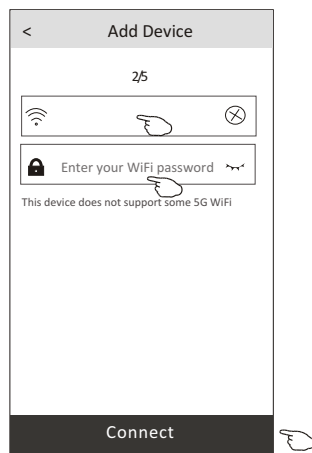 < Add Device
2/5
Enter your WiFi password
This device does not support some 5G WiFi
Connect